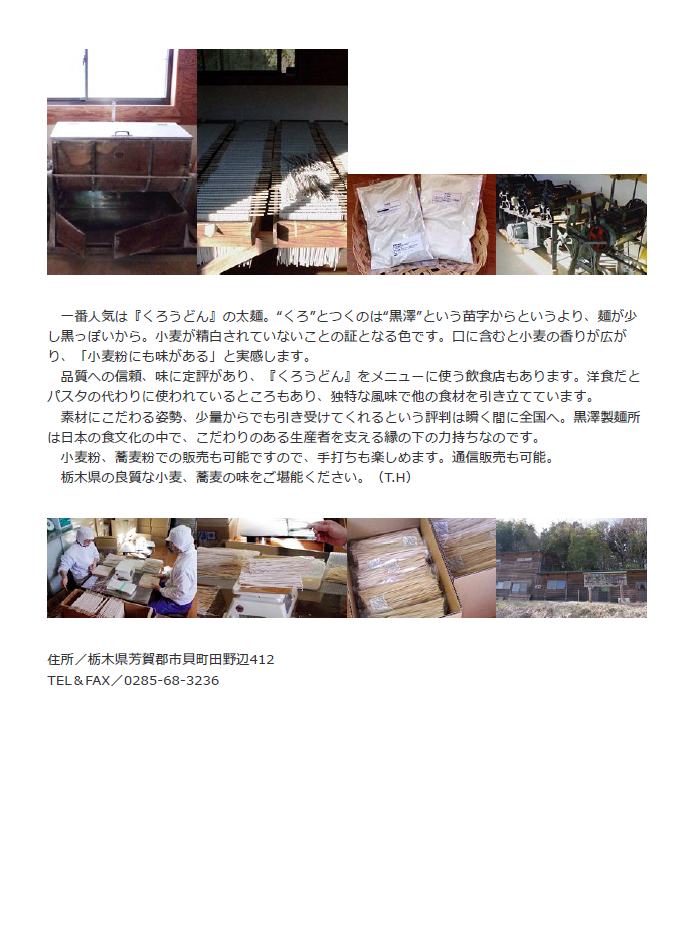 一番人気は『くろうどん』の太麺。“くろ”とつくのは“黒澤”という苗字からというより、麺が少
し黒っぽいから。小麦が精白されていないことの証となる色です。口に含むと小麦の香りが広が
り、「小麦粉にも味がある」と実感します。
品質への信頼、味に定評があり、『くろうどん』をメニューに使う飲食店もあります。洋食だと
パスタの代わりに使われているところもあり、独特な風味で他の食材を引き立てています。
素材にこだわる姿勢、少量からでも引き受けてくれるという評判は瞬く間に全国へ。黒澤製麺所
は日本の食文化の中で、こだわりのある生産者を支える縁の下の力持ちなのです。
小麦粉、蕎麦粉での販売も可能ですので、手打ちも楽しめます。通信販売も可能。
栃木県の良質な小麦、蕎麦の味をご堪能ください。（T.H）
住所／栃木県芳賀郡市貝町田野辺412
TEL＆FAX／0285-68-3236